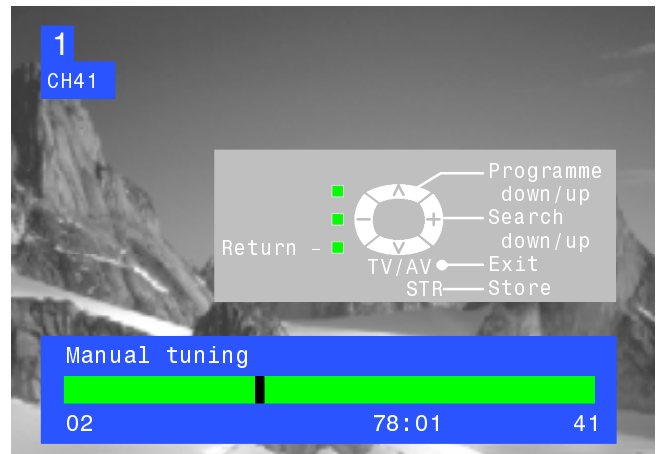 1
CH41
Programme
down/up
Search
down/up
Return –
TV/AV Exit
STR Store
Manual tuning
02 78:01 41